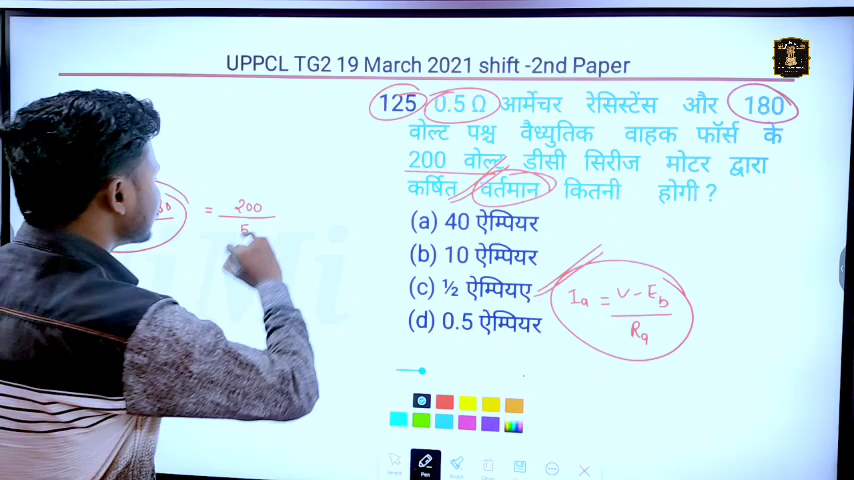 UPPCL TG2 19 March 2021 shift -2nd Paper
125 0.5 Ω आर्मेचर रेसिस्टेंस और 180
वोल्ट पश्च वैध्युतिक वाहक फॉर्स के
200 वोल्ट डीसी सिरीज मोटर द्वारा
कर्षित वर्तमान कितनी होगी ?
(a) 40 ऐम्पियर
(b) 10 ऐम्पियर
(c) ½ ऐम्पियए
(d) 0.5 ऐम्पियर
= 200
5
Ia = V - Eb
Ra
Pen